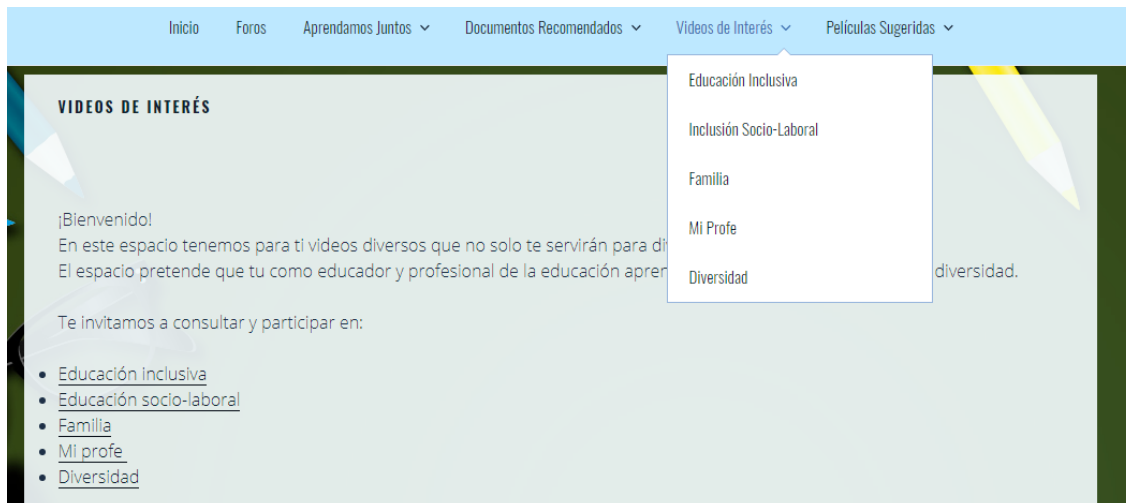 Inicio Foros Aprendamos Juntos Documentos Recomendados Videos de Interés Películas Sugeridas
Educación Inclusiva
Inclusión Socio-Laboral
Familia
Mi Profe
Diversidad
VIDEOS DE INTERÉS
¡Bienvenido!
En este espacio tenemos para ti videos diversos que no solo te servirán para
El espacio pretende que tu como educador y profesional de la educación diversidad.
Te invitamos a consultar y participar en:
Educación inclusiva
Educación socio-laboral
Familia
Mi profe
Diversidad